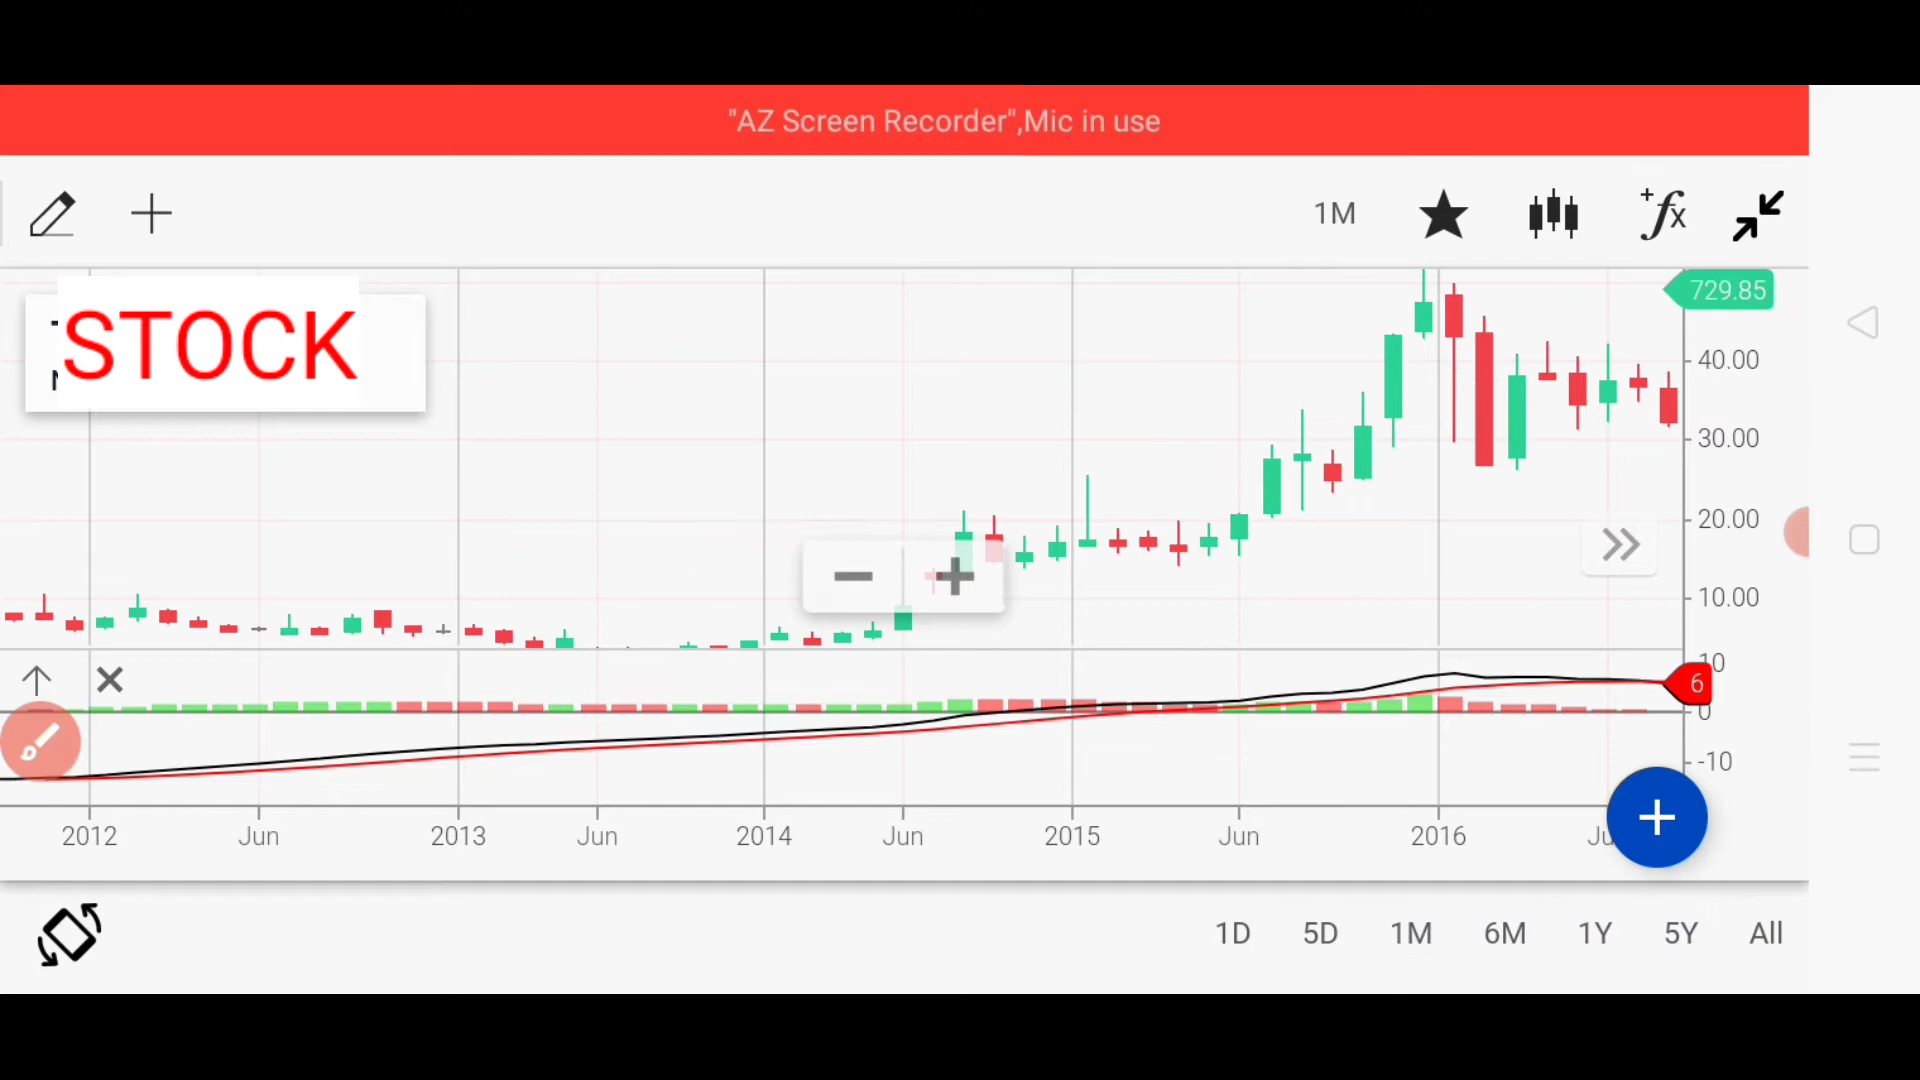 "AZ Screen Recorder",Mic in use
1M
+fx
STOCK
729.85
40.00
30.00
20.00
10.00
10
6
0
-10
2012 Jun 2013 Jun 2014 Jun 2015 Jun 2016
1D 5D 1M 6M 1Y 5Y All